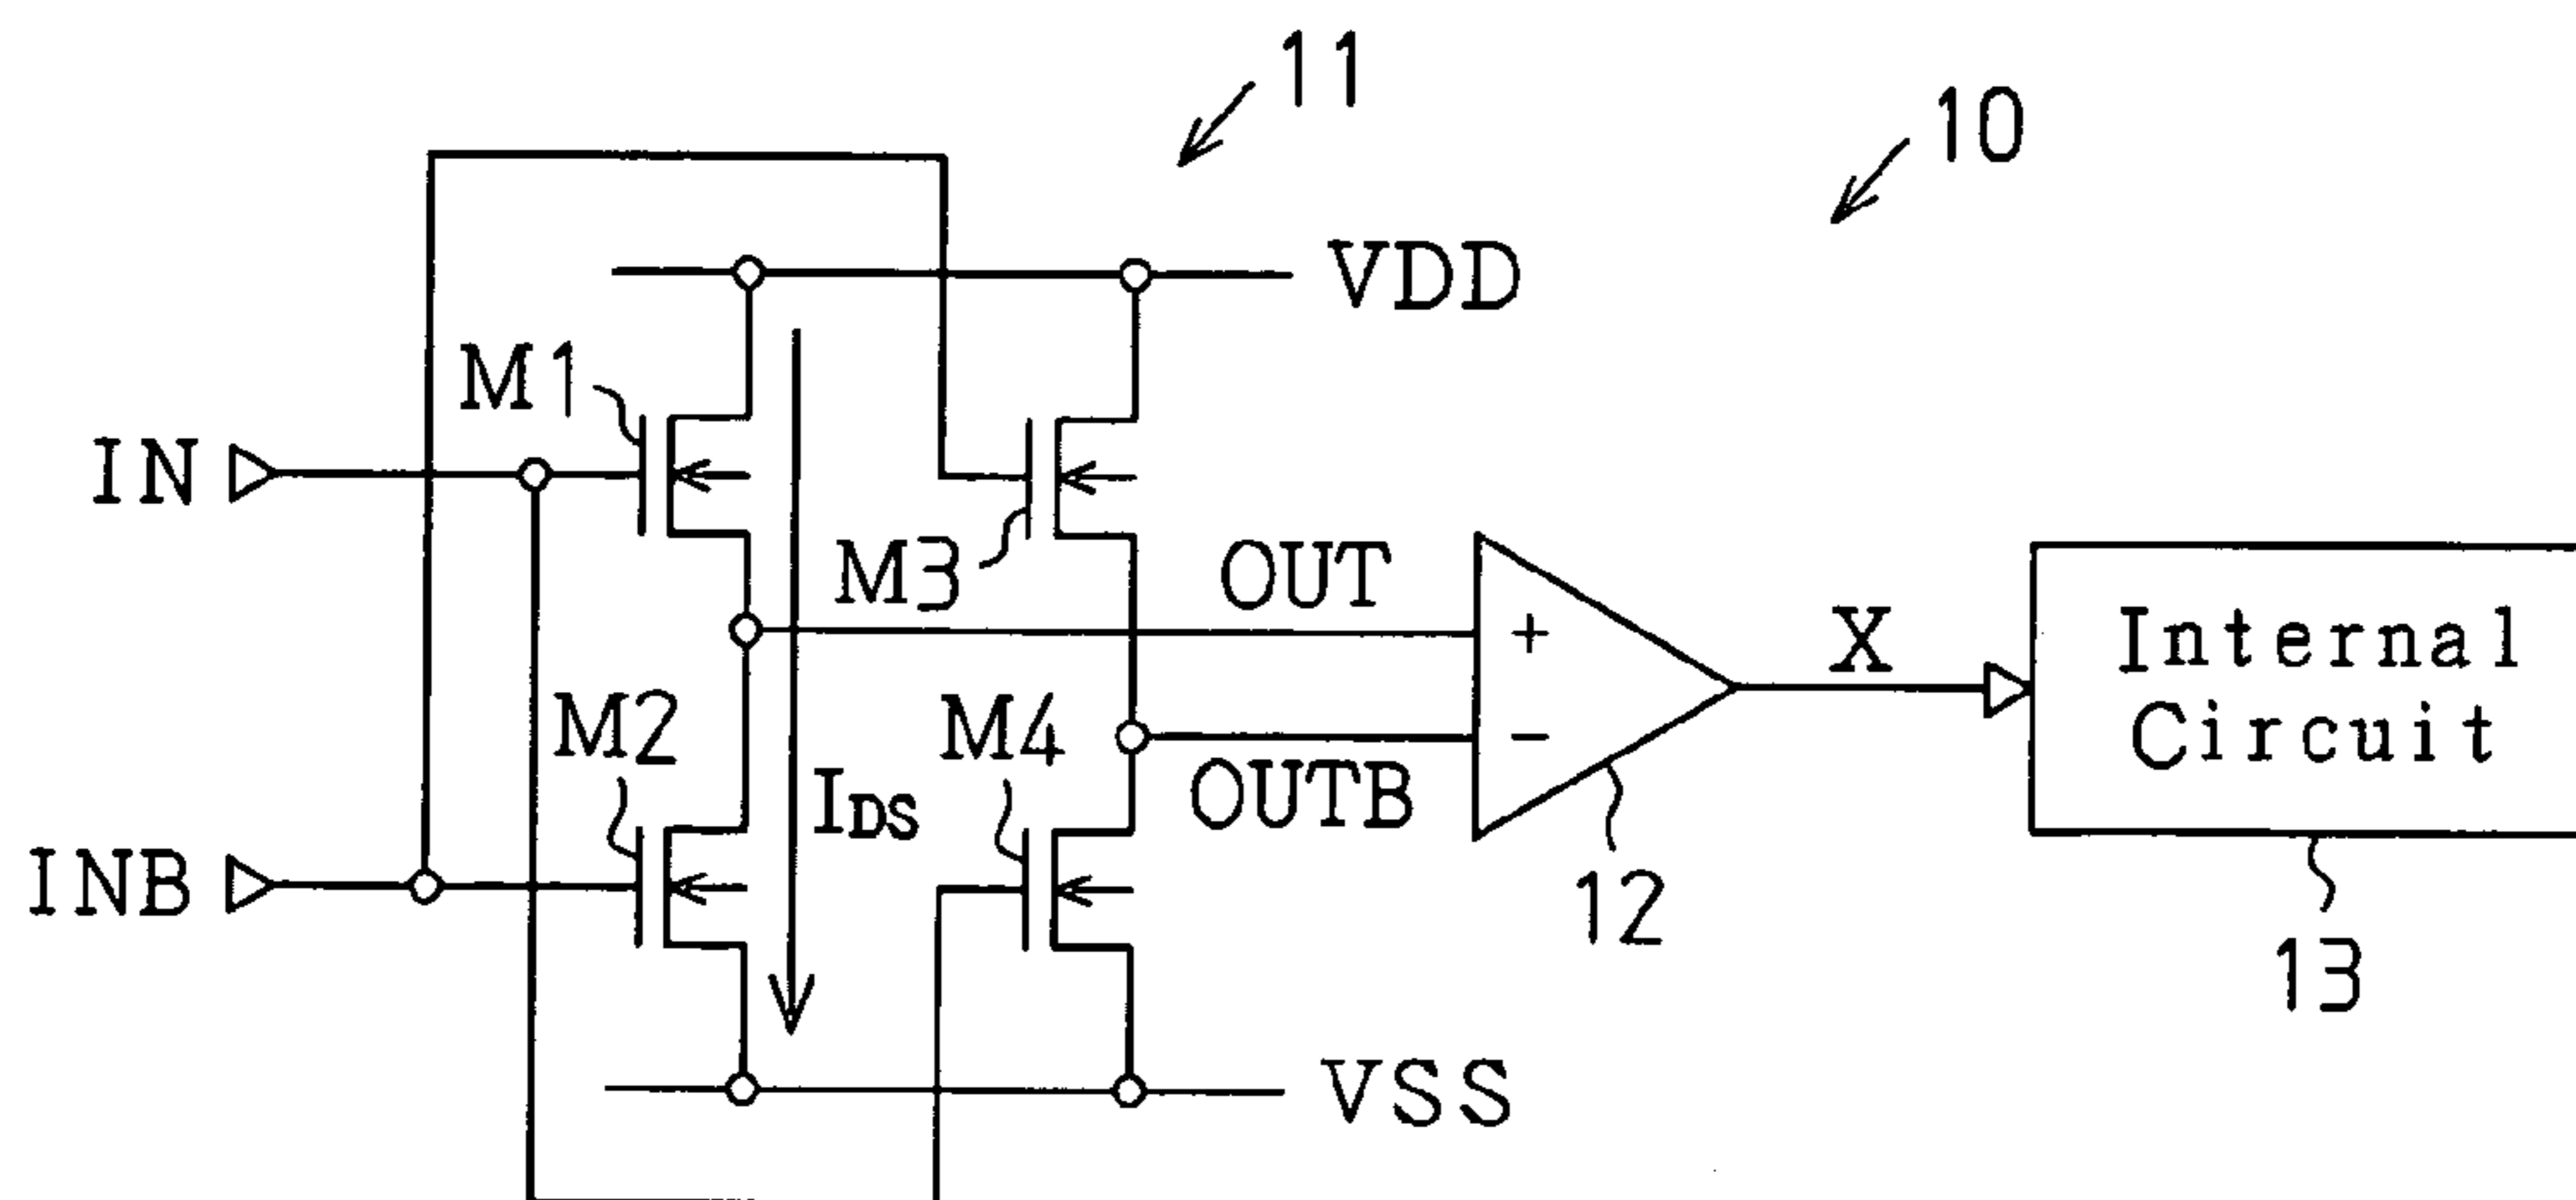 11
10
VDD
M1
IN
M3
OUT
+
X
Internal
Circuit
M2
M4
−
IDS
OUTB
INB
12
13
VSS